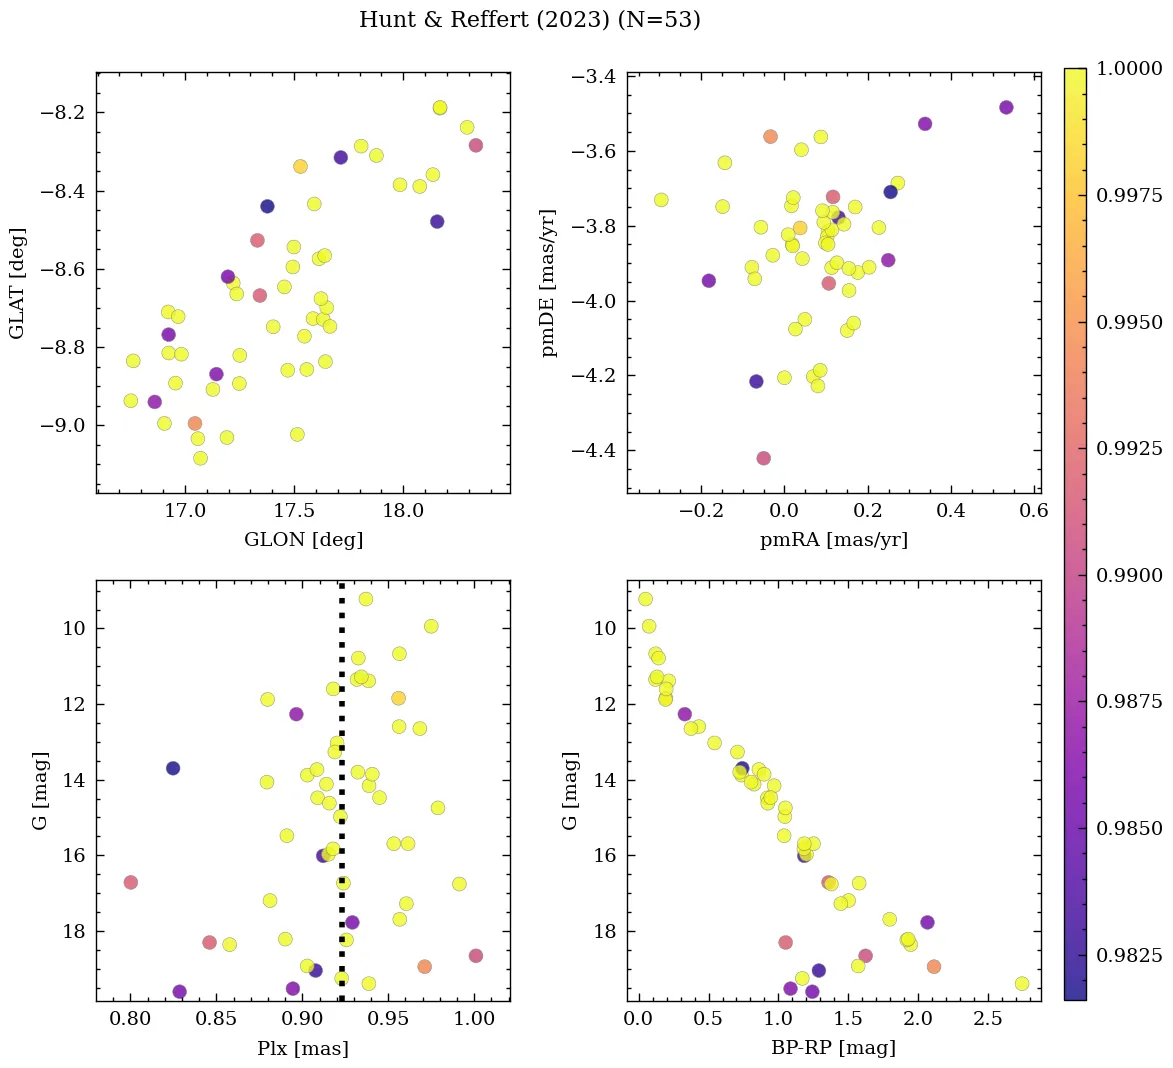 Hunt & Reffert (2023) (N=53)
−8.2
−8.4
−8.6
−8.8
−9.0
GLAT [deg]
17.0 17.5 18.0
GLON [deg]
−3.4
−3.6
−3.8
−4.0
−4.2
−4.4
pmDE [mas/yr]
−0.2 0.0 0.2 0.4 0.6
pmRA [mas/yr]
10
12
14
16
18
G [mag]
0.80 0.85 0.90 0.95 1.00
Plx [mas]
10
12
14
16
18
G [mag]
0.0 0.5 1.0 1.5 2.0 2.5
BP-RP [mag]
1.0000
0.9975
0.9950
0.9925
0.9900
0.9875
0.9850
0.9825